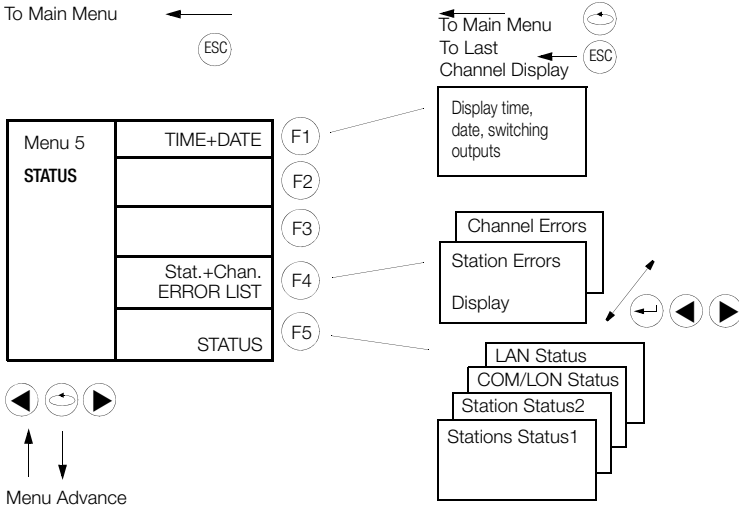 To Main Menu
ESC
To Main Menu
To Last
ESC
Channel Display
Display time,
date, switching
outputs
Menu 5
STATUS
TIME+DATE
F1
F2
F3
Stat.+Chan.
ERROR LIST
F4
STATUS
F5
Channel Errors
Station Errors
Display
LAN Status
COM/LON Status
Station Status2
Stations Status1
Menu Advance